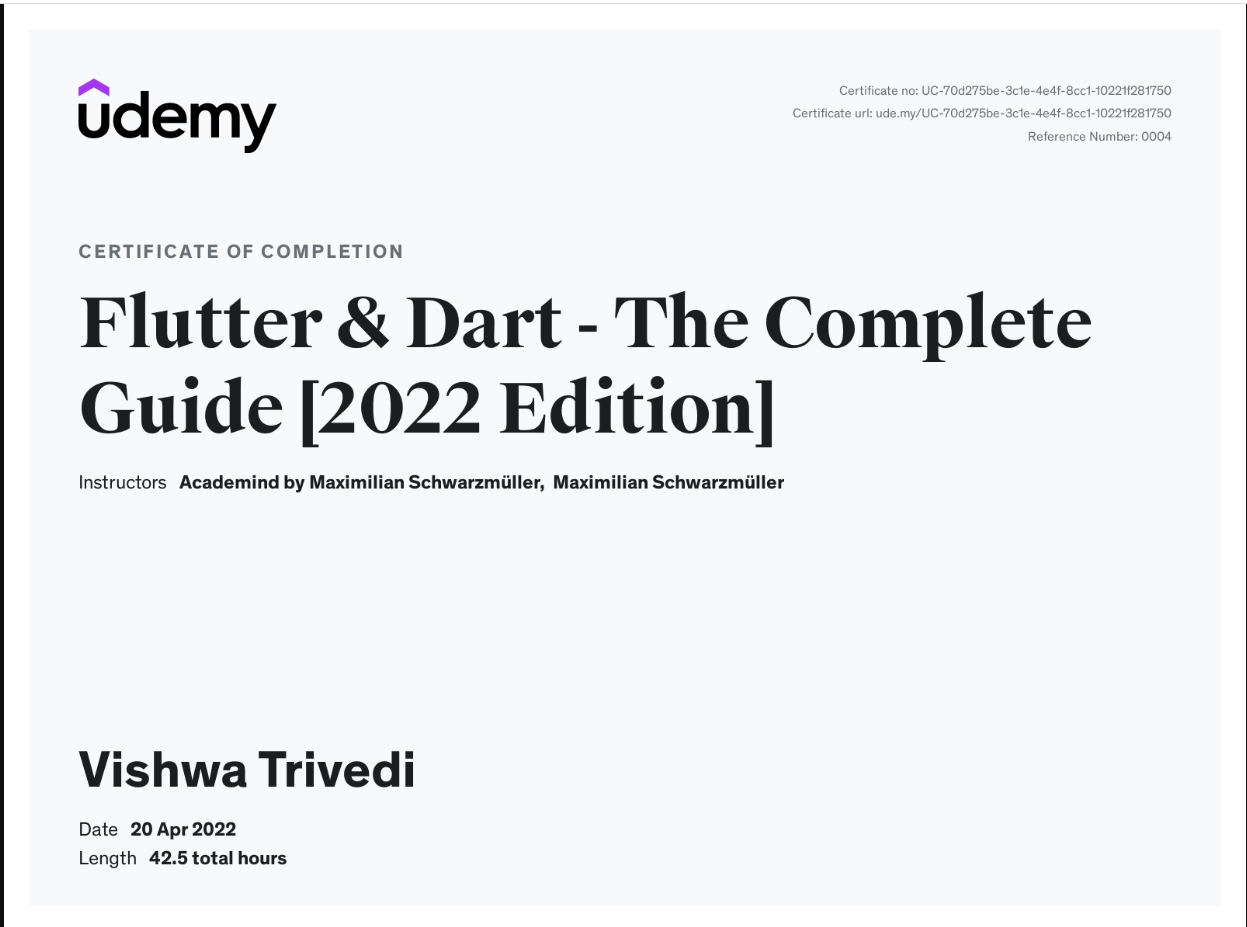 udemy
Certificate no: UC-70d275be-3c1e-4e4f-8cc1-10221f281750
Certificate url: ude.my/UC-70d275be-3c1e-4e4f-8cc1-10221f281750
Reference Number: 0004
CERTIFICATE OF COMPLETION
Flutter & Dart - The Complete
Guide [2022 Edition]
Instructors Academind by Maximilian Schwarzmüller, Maximilian Schwarzmüller
Vishwa Trivedi
Date 20 Apr 2022
Length 42.5 total hours